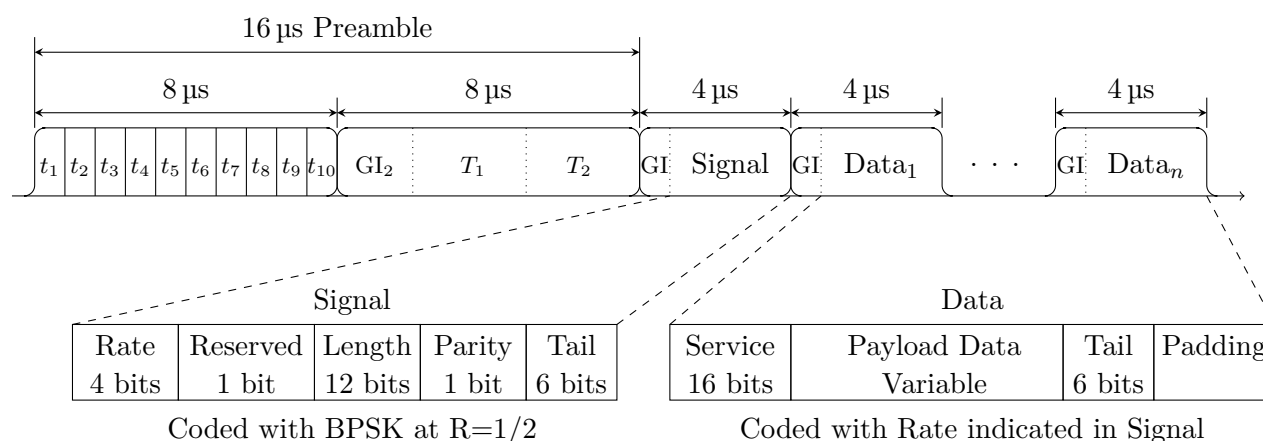 16 µs Preamble
8 µs 8 µs 4 µs 4 µs 4 µs
t₁ t₂ t₃ t₄ t₅ t₆ t₇ t₈ t₉ t₁₀ GI₂ T₁ T₂ GI Signal GI Data₁ · · · GI Dataₙ
Signal Data
Rate Reserved Length Parity Tail Service Payload Data Tail Padding
4 bits 1 bit 12 bits 1 bit 6 bits 16 bits Variable 6 bits
Coded with BPSK at R=1/2 Coded with Rate indicated in Signal